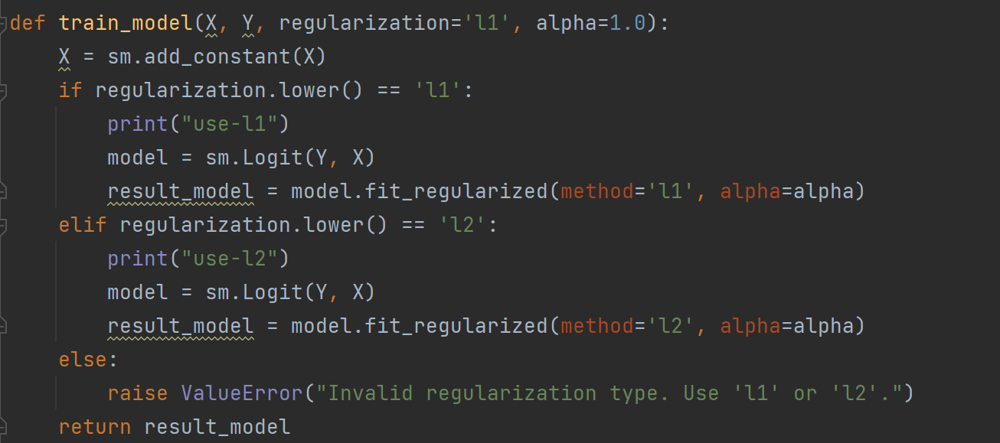 def train_model(X, Y, regularization='l1', alpha=1.0):
    X = sm.add_constant(X)
    if regularization.lower() == 'l1':
        print("use-l1")
        model = sm.Logit(Y, X)
        result_model = model.fit_regularized(method='l1', alpha=alpha)
    elif regularization.lower() == 'l2':
        print("use-l2")
        model = sm.Logit(Y, X)
        result_model = model.fit_regularized(method='l2', alpha=alpha)
    else:
        raise ValueError("Invalid regularization type. Use 'l1' or 'l2'.")
    return result_model